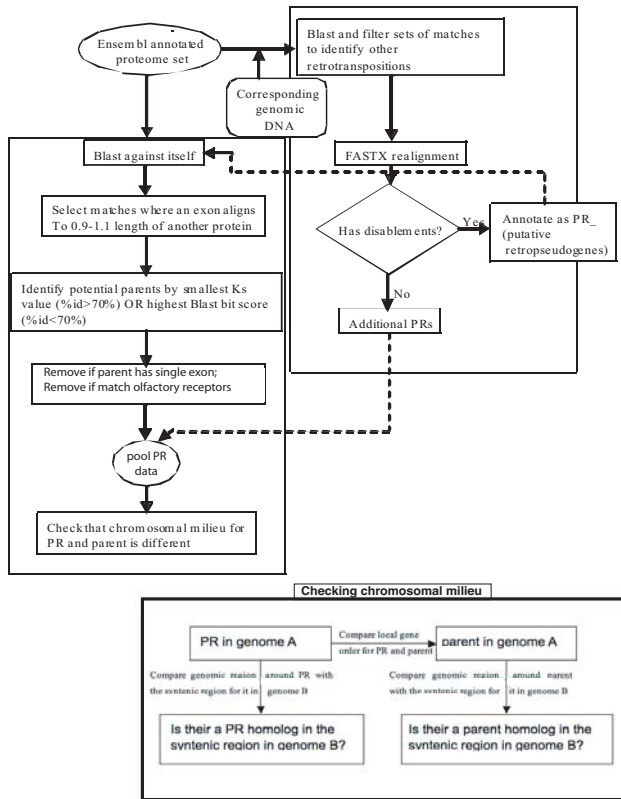 Ensembl annotated
proteome set
Blast and filter sets of matches
to identify other
retrotranspositions
Corresponding
genomic
DNA
Blast against itself
FASTX realignment
Select matches where an exon aligns
To 0.9-1.1 length of another protein
Has disablements?
Yes
Annotate as PR_
(putative
retropseudogenes)
Identify potential parents by smallest Ks
value (%id>70%) OR highest Blast bit score
(%id<70%)
No
Additional PRs
Remove if parent has single exon;
Remove if match olfactory receptors
pool PR
data
Check that chromosomal milieu for
PR and parent is different
Checking chromosomal milieu
PR in genome A
Compare local gene
order for PR and parent
parent in genome A
Compare genomic region around PR with
the syntenic region for it in genome B
Compare genomic region around parent
with the syntenic region for it in genome B
Is their a PR homolog in the
syntenic region in genome B?
Is their a parent homolog in the
syntenic region in genome B?